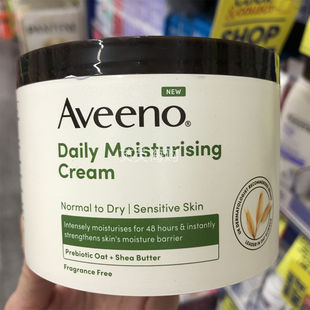 NEW
Aveeno®
Daily Moisturising
Cream
Normal to Dry | Sensitive Skin
Intensely moisturises for 48 hours & instantly
strengthens skin's moisture barrier
Prebiotic Oat + Shea Butter
Fragrance Free
SHOP